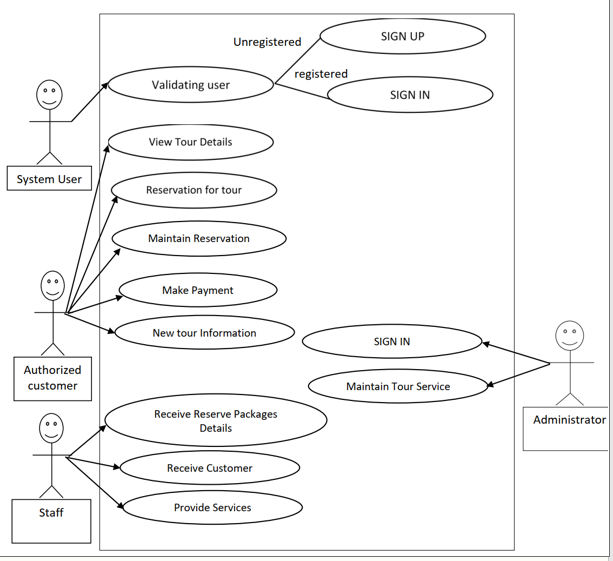 SIGN UP
Unregistered
registered
Validating user
SIGN IN
System User
View Tour Details
Reservation for tour
Maintain Reservation
Make Payment
New tour Information
Authorized
customer
SIGN IN
Maintain Tour Service
Administrator
Receive Reserve Packages
Details
Receive Customer
Provide Services
Staff